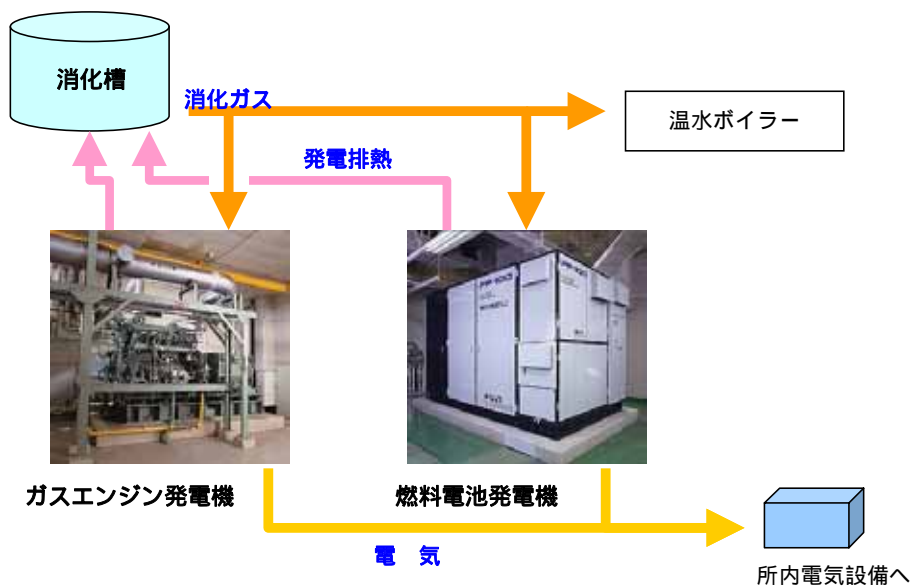 消化槽
消化ガス
温水ボイラー
発電排熱
ガスエンジン発電機
燃料電池発電機
電　気
所内電気設備へ